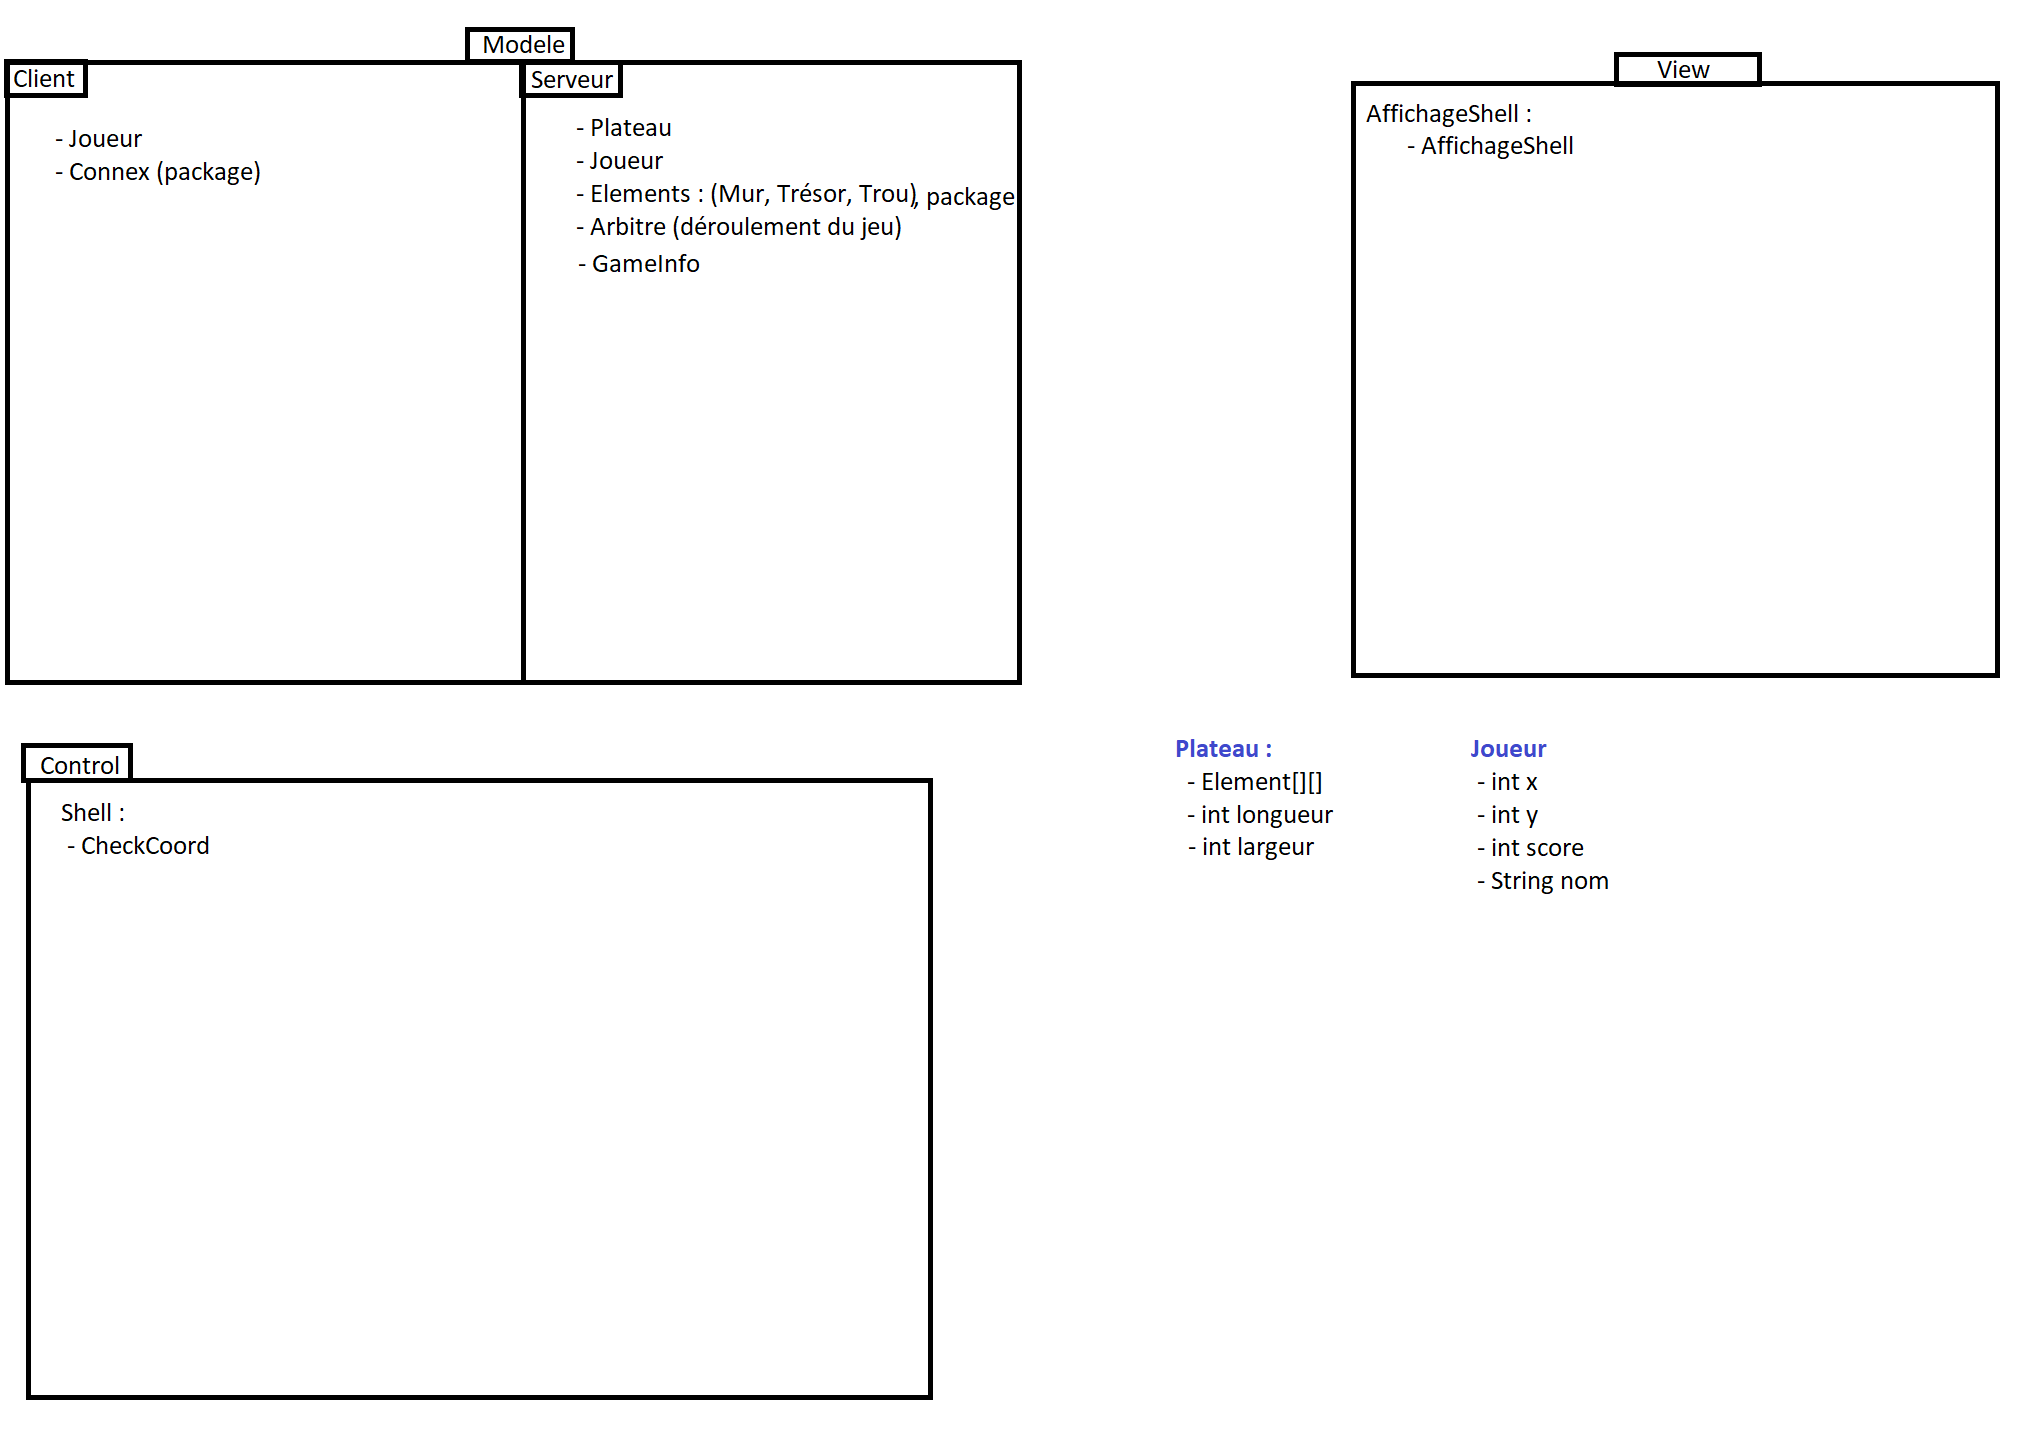 Modele
Client
- Joueur
- Connex (package)
Serveur
- Plateau
- Joueur
- Elements : (Mur, Trésor, Trou), package
- Arbitre (déroulement du jeu)
- GameInfo
View
AffichageShell :
- AffichageShell
Control
Shell :
- CheckCoord
Plateau :
- Element[][]
- int longueur
- int largeur
Joueur
- int x
- int y
- int score
- String nom